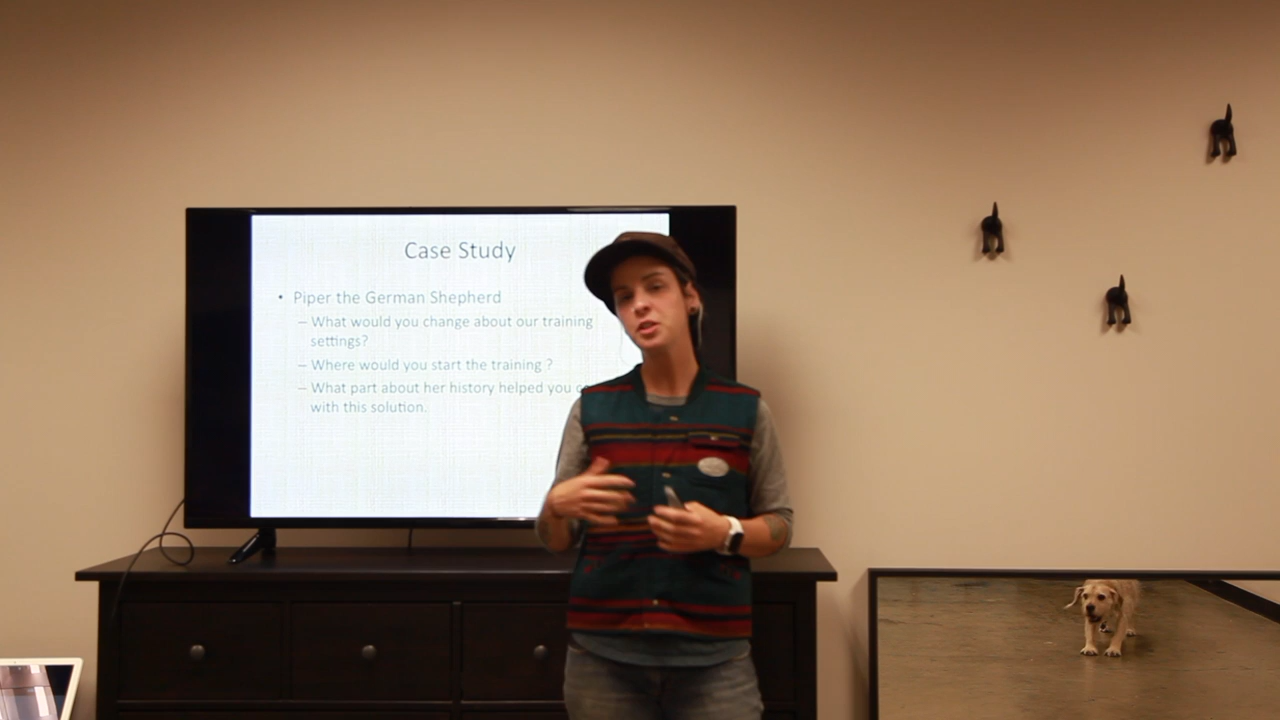 Case Study
• Piper the German Shepherd
– What would you change about our training
settings?
– Where would you start the training ?
– What part about her history helped you
with this solution.